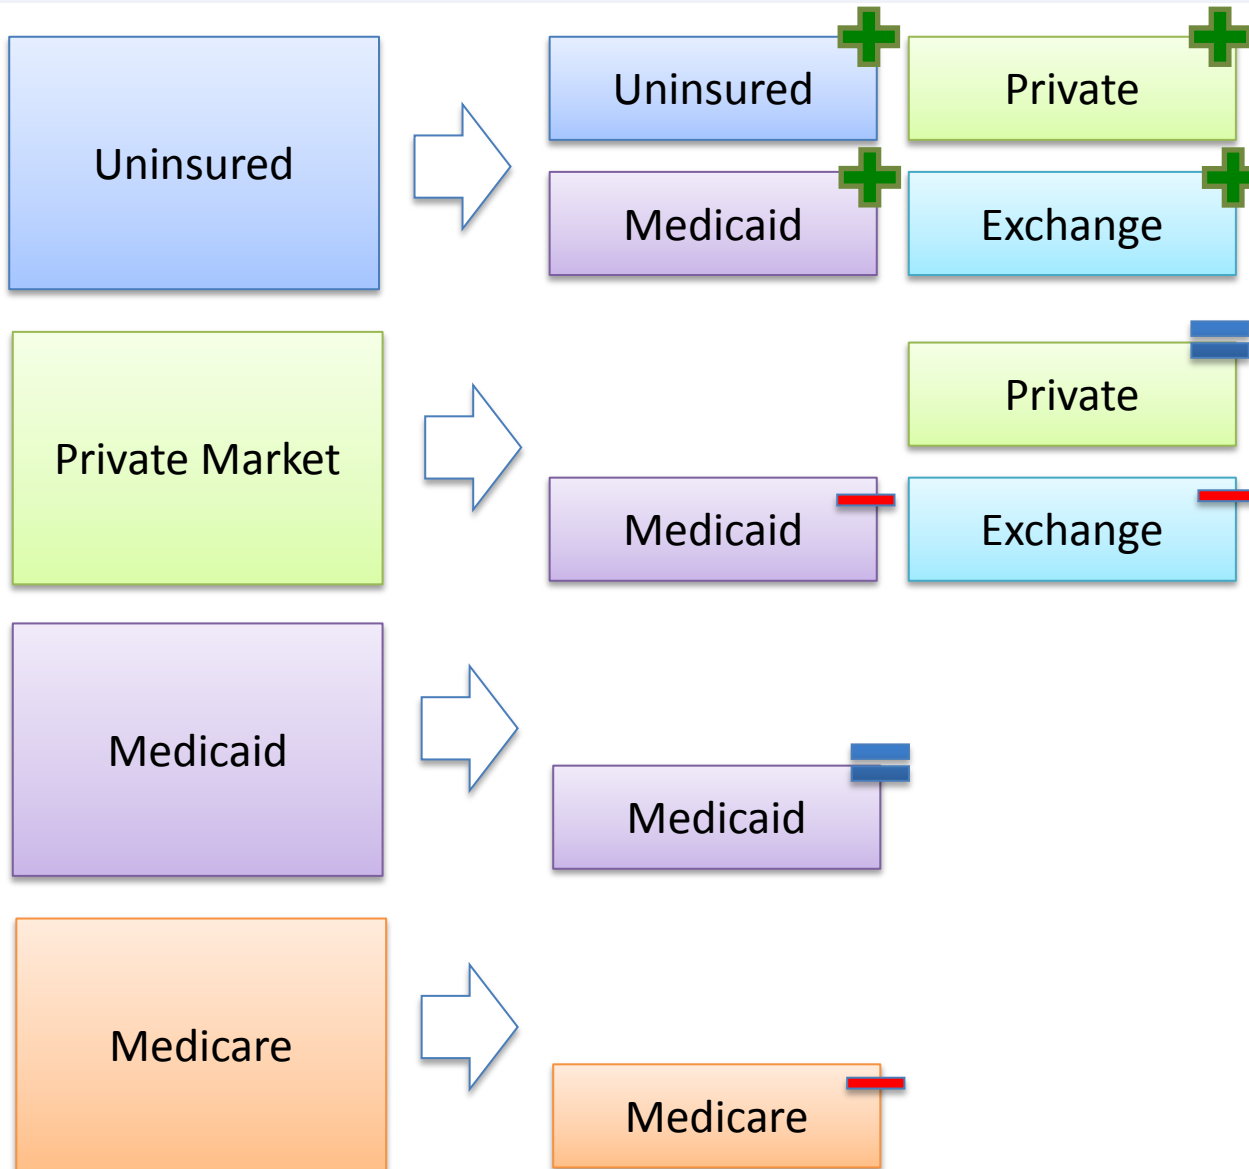 Uninsured
Uninsured
Private
Medicaid
Exchange
Private Market
Private
Medicaid
Exchange
Medicaid
Medicaid
Medicare
Medicare